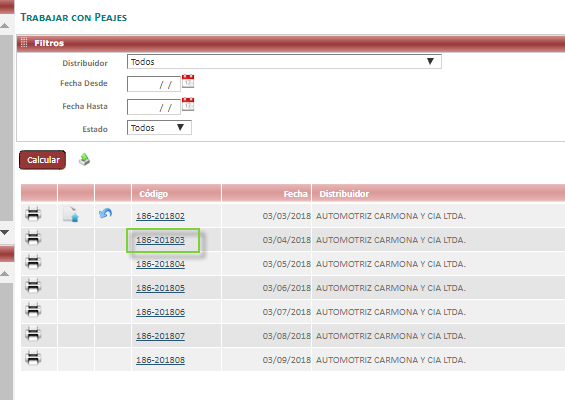 Trabajar con Peajes
Filtros
Distribuidor Todos
Fecha Desde / /
Fecha Hasta / /
Estado Todos
Calcular
Código Fecha Distribuidor
186-201802 03/03/2018 AUTOMOTRIZ CARMONA Y CIA LTDA.
186-201803 03/04/2018 AUTOMOTRIZ CARMONA Y CIA LTDA.
186-201804 03/05/2018 AUTOMOTRIZ CARMONA Y CIA LTDA.
186-201805 03/06/2018 AUTOMOTRIZ CARMONA Y CIA LTDA.
186-201806 03/07/2018 AUTOMOTRIZ CARMONA Y CIA LTDA.
186-201807 03/08/2018 AUTOMOTRIZ CARMONA Y CIA LTDA.
186-201808 03/09/2018 AUTOMOTRIZ CARMONA Y CIA LTDA.